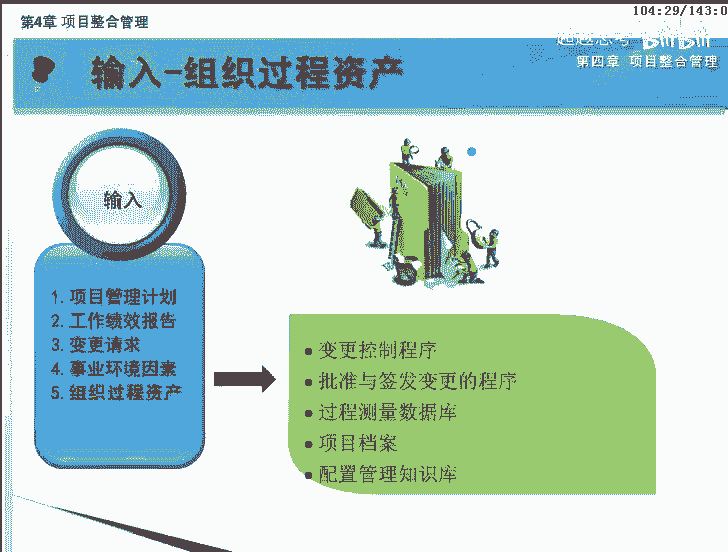 第4章 项目整合管理
104:29/143:0
输入-组织过程资产
第四章 项目整合管理
输入
1. 项目管理计划
2. 工作绩效报告
3. 变更请求
4. 事业环境因素
5. 组织过程资产
• 变更控制程序
• 批准与签发变更的程序
• 过程测量数据库
• 项目档案
• 配置管理知识库